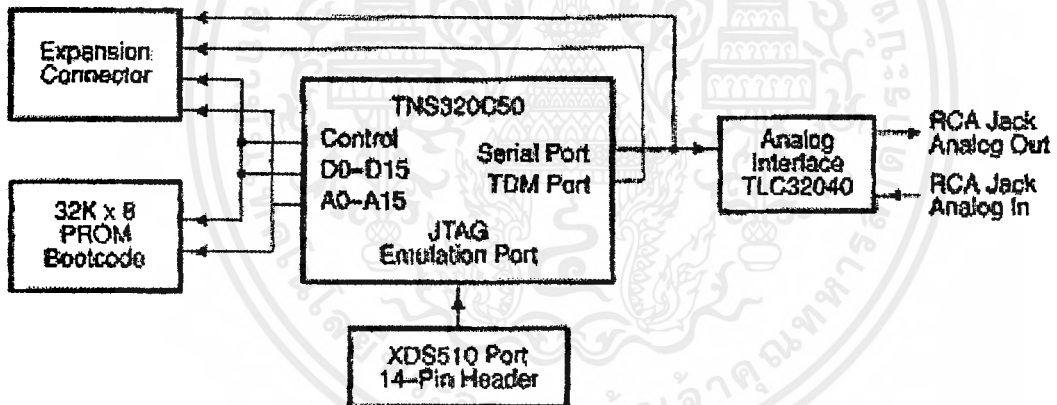 Expansion
Connector
TNS320C50
Control
D0-D15
A0-A15
Serial Port
TDM Port
JTAG
Emulation Port
32K x 8
PROM
Bootcode
Analog
Interface
TLC32040
RCA Jack
Analog Out
RCA Jack
Analog In
XDS510 Port
14-Pin Header